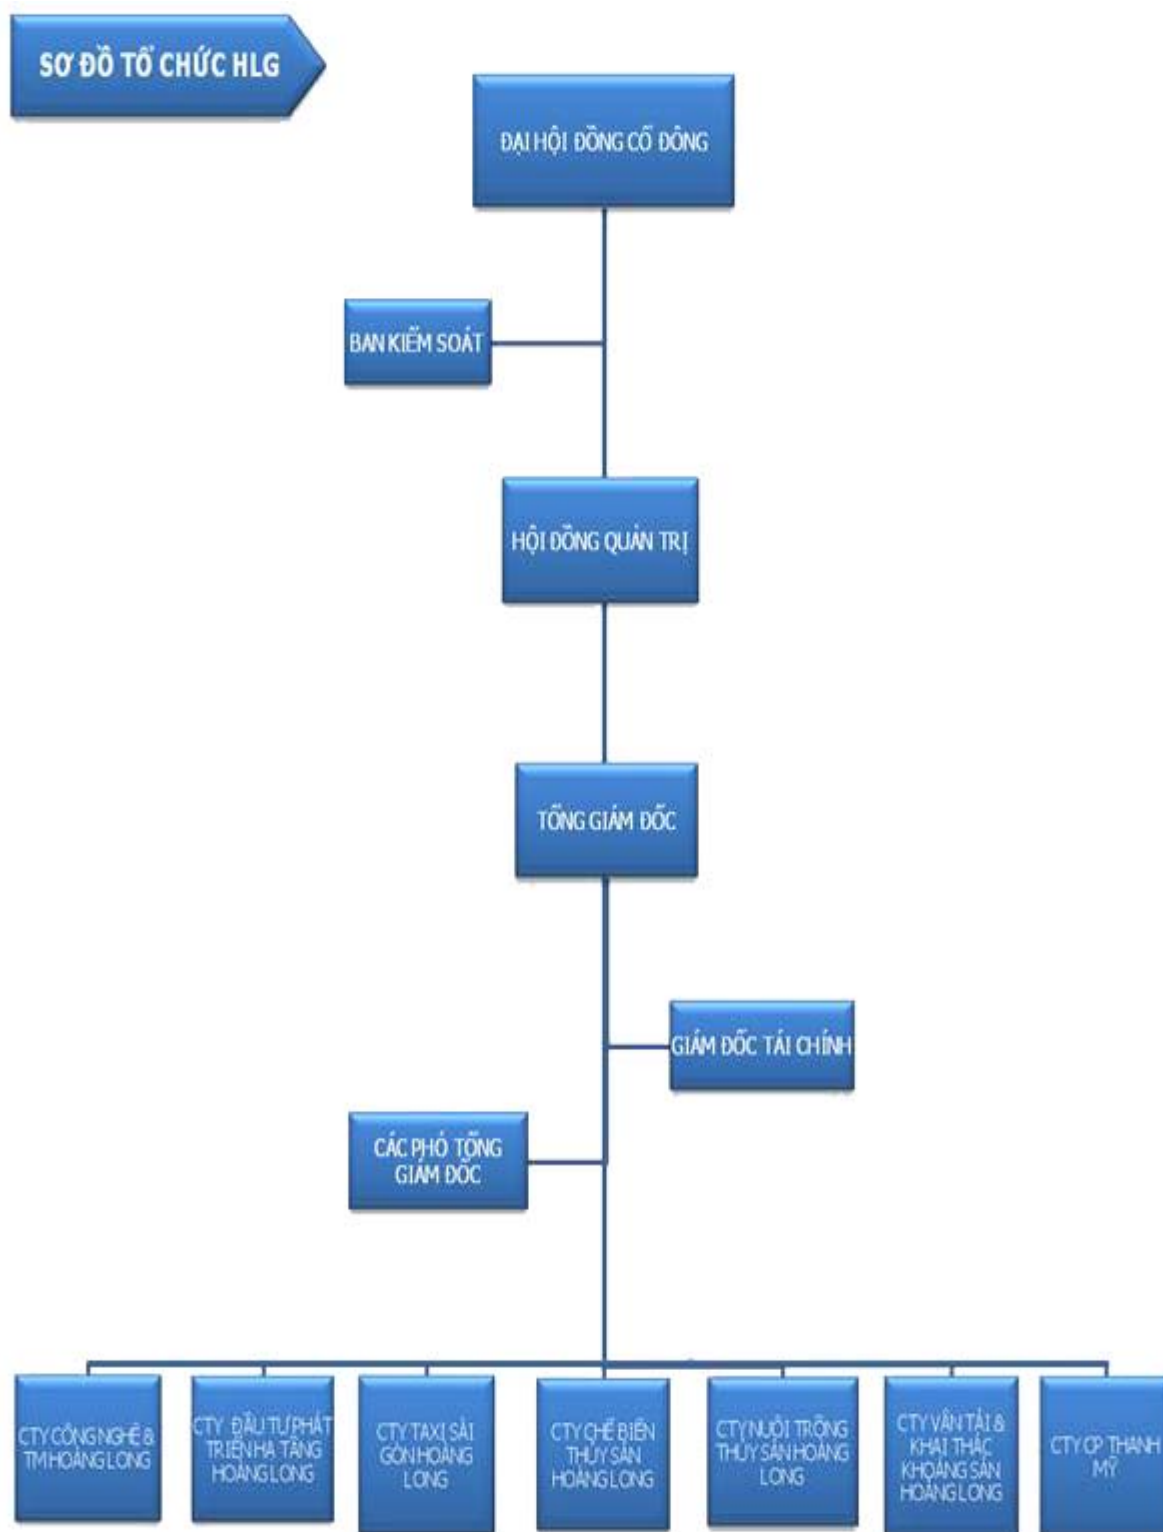 SƠ ĐỒ TỔ CHỨC HLG
ĐẠI HỘI ĐỒNG CỔ ĐÔNG
BAN KIỂM SOÁT
HỘI ĐỒNG QUẢN TRỊ
TỔNG GIÁM ĐỐC
GIÁM ĐỐC TÀI CHÍNH
CÁC PHÓ TỔNG
GIÁM ĐỐC
CTY CÔNG NGHỆ &
TM HOÀNG LONG
CTY ĐẦU TƯ PHÁT
TRIỂN HẠ TẦNG
HOÀNG LONG
CTY TAXI SÀI
GÒN HOÀNG
LONG
CTY CHẾ BIẾN
THỦY SẢN
HOÀNG LONG
CTY NUÔI TRỒNG
THỦY SẢN HOÀNG
LONG
CTY VẬN TẢI &
KHAI THÁC
KHOÁNG SẢN
HOÀNG LONG
CTY CP THANH
MỸ